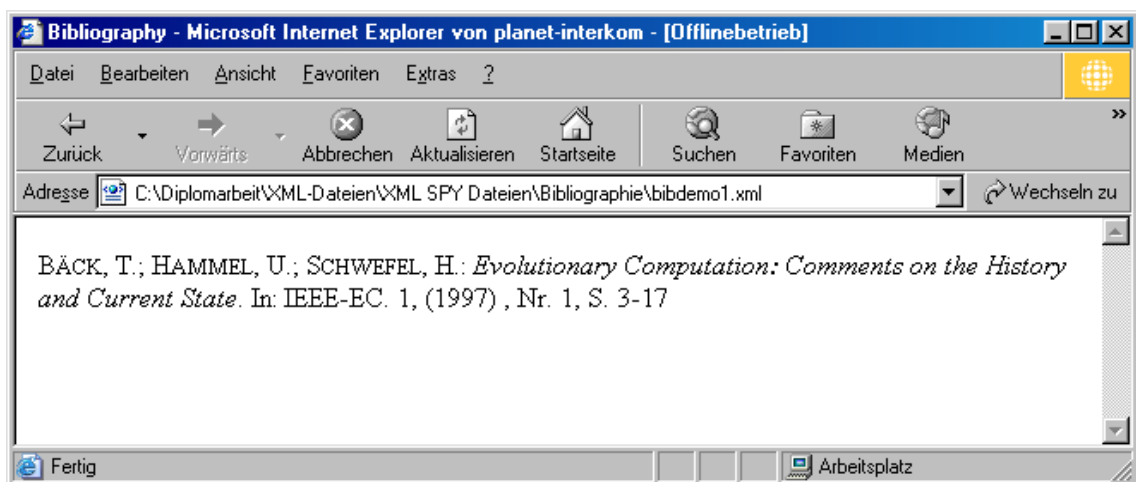 Bibliography - Microsoft Internet Explorer von planet-interkom - [Offlinebetrieb]
Datei Bearbeiten Ansicht Favoriten Extras ?
Zurück Vorwärts Abbrechen Aktualisieren Startseite Suchen Favoriten Medien »
Adresse C:\Diplomarbeit\XML-Dateien\XML SPY Dateien\Bibliographie\bibdemo1.xml Wechseln zu
BÄCK, T.; HAMMEL, U.; SCHWEFEL, H.: Evolutionary Computation: Comments on the History
and Current State. In: IEEE-EC. 1, (1997) , Nr. 1, S. 3-17
Fertig Arbeitsplatz